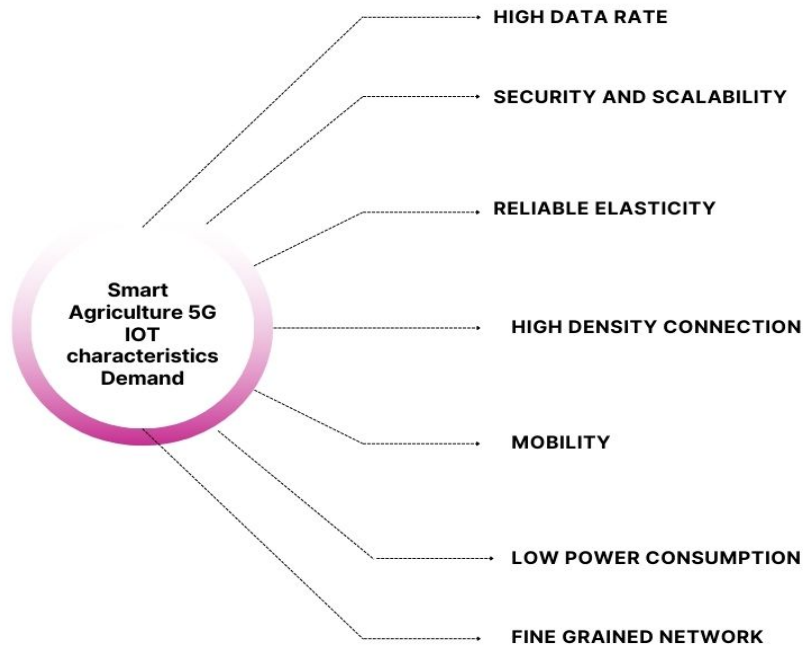 HIGH DATA RATE
SECURITY AND SCALABILITY
RELIABLE ELASTICITY
Smart
Agriculture 5G
IOT
characteristics
Demand
HIGH DENSITY CONNECTION
MOBILITY
LOW POWER CONSUMPTION
FINE GRAINED NETWORK